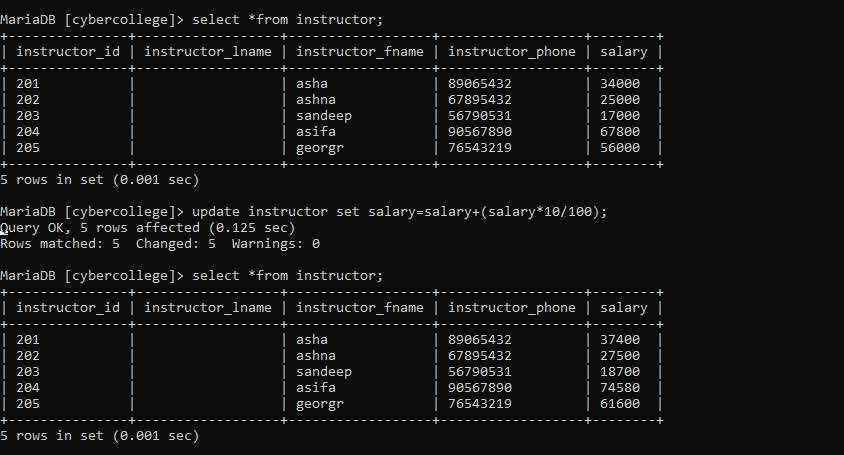 MariaDB [cybercollege]> select *from instructor;
+---------------+------------------+------------------+------------------+--------+
| instructor_id | instructor_lname | instructor_fname | instructor_phone | salary |
+---------------+------------------+------------------+------------------+--------+
| 201           |                  | asha             | 89065432         | 34000  |
| 202           |                  | ashna            | 67895432         | 25000  |
| 203           |                  | sandeep          | 56790531         | 17000  |
| 204           |                  | asifa            | 90567890         | 67800  |
| 205           |                  | georgr           | 76543219         | 56000  |
+---------------+------------------+------------------+------------------+--------+
5 rows in set (0.001 sec)
MariaDB [cybercollege]> update instructor set salary=salary+(salary*10/100);
Query OK, 5 rows affected (0.125 sec)
Rows matched: 5  Changed: 5  Warnings: 0
MariaDB [cybercollege]> select *from instructor;
+---------------+------------------+------------------+------------------+--------+
| instructor_id | instructor_lname | instructor_fname | instructor_phone | salary |
+---------------+------------------+------------------+------------------+--------+
| 201           |                  | asha             | 89065432         | 37400  |
| 202           |                  | ashna            | 67895432         | 27500  |
| 203           |                  | sandeep          | 56790531         | 18700  |
| 204           |                  | asifa            | 90567890         | 74580  |
| 205           |                  | georgr           | 76543219         | 61600  |
+---------------+------------------+------------------+------------------+--------+
5 rows in set (0.001 sec)